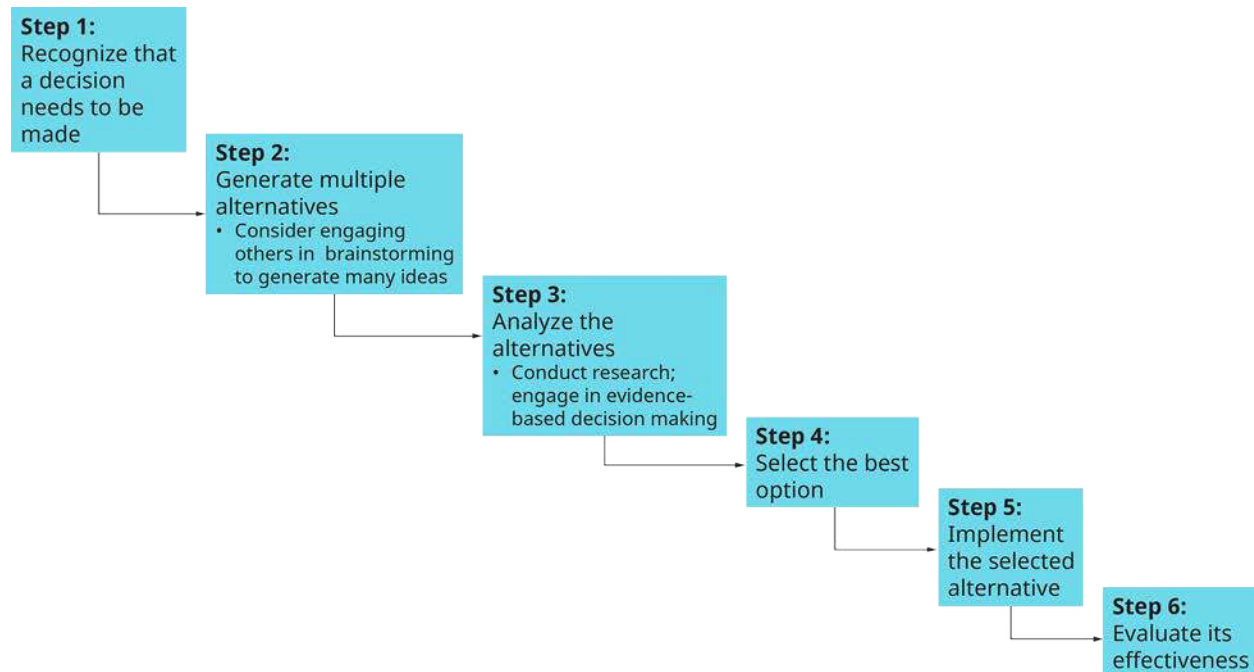 Step 1:
Recognize that
a decision
needs to be
made
Step 2:
Generate multiple
alternatives
• Consider engaging
others in brainstorming
to generate many ideas
Step 3:
Analyze the
alternatives
• Conduct research;
engage in evidence-
based decision making
Step 4:
Select the best
option
Step 5:
Implement
the selected
alternative
Step 6:
Evaluate its
effectiveness